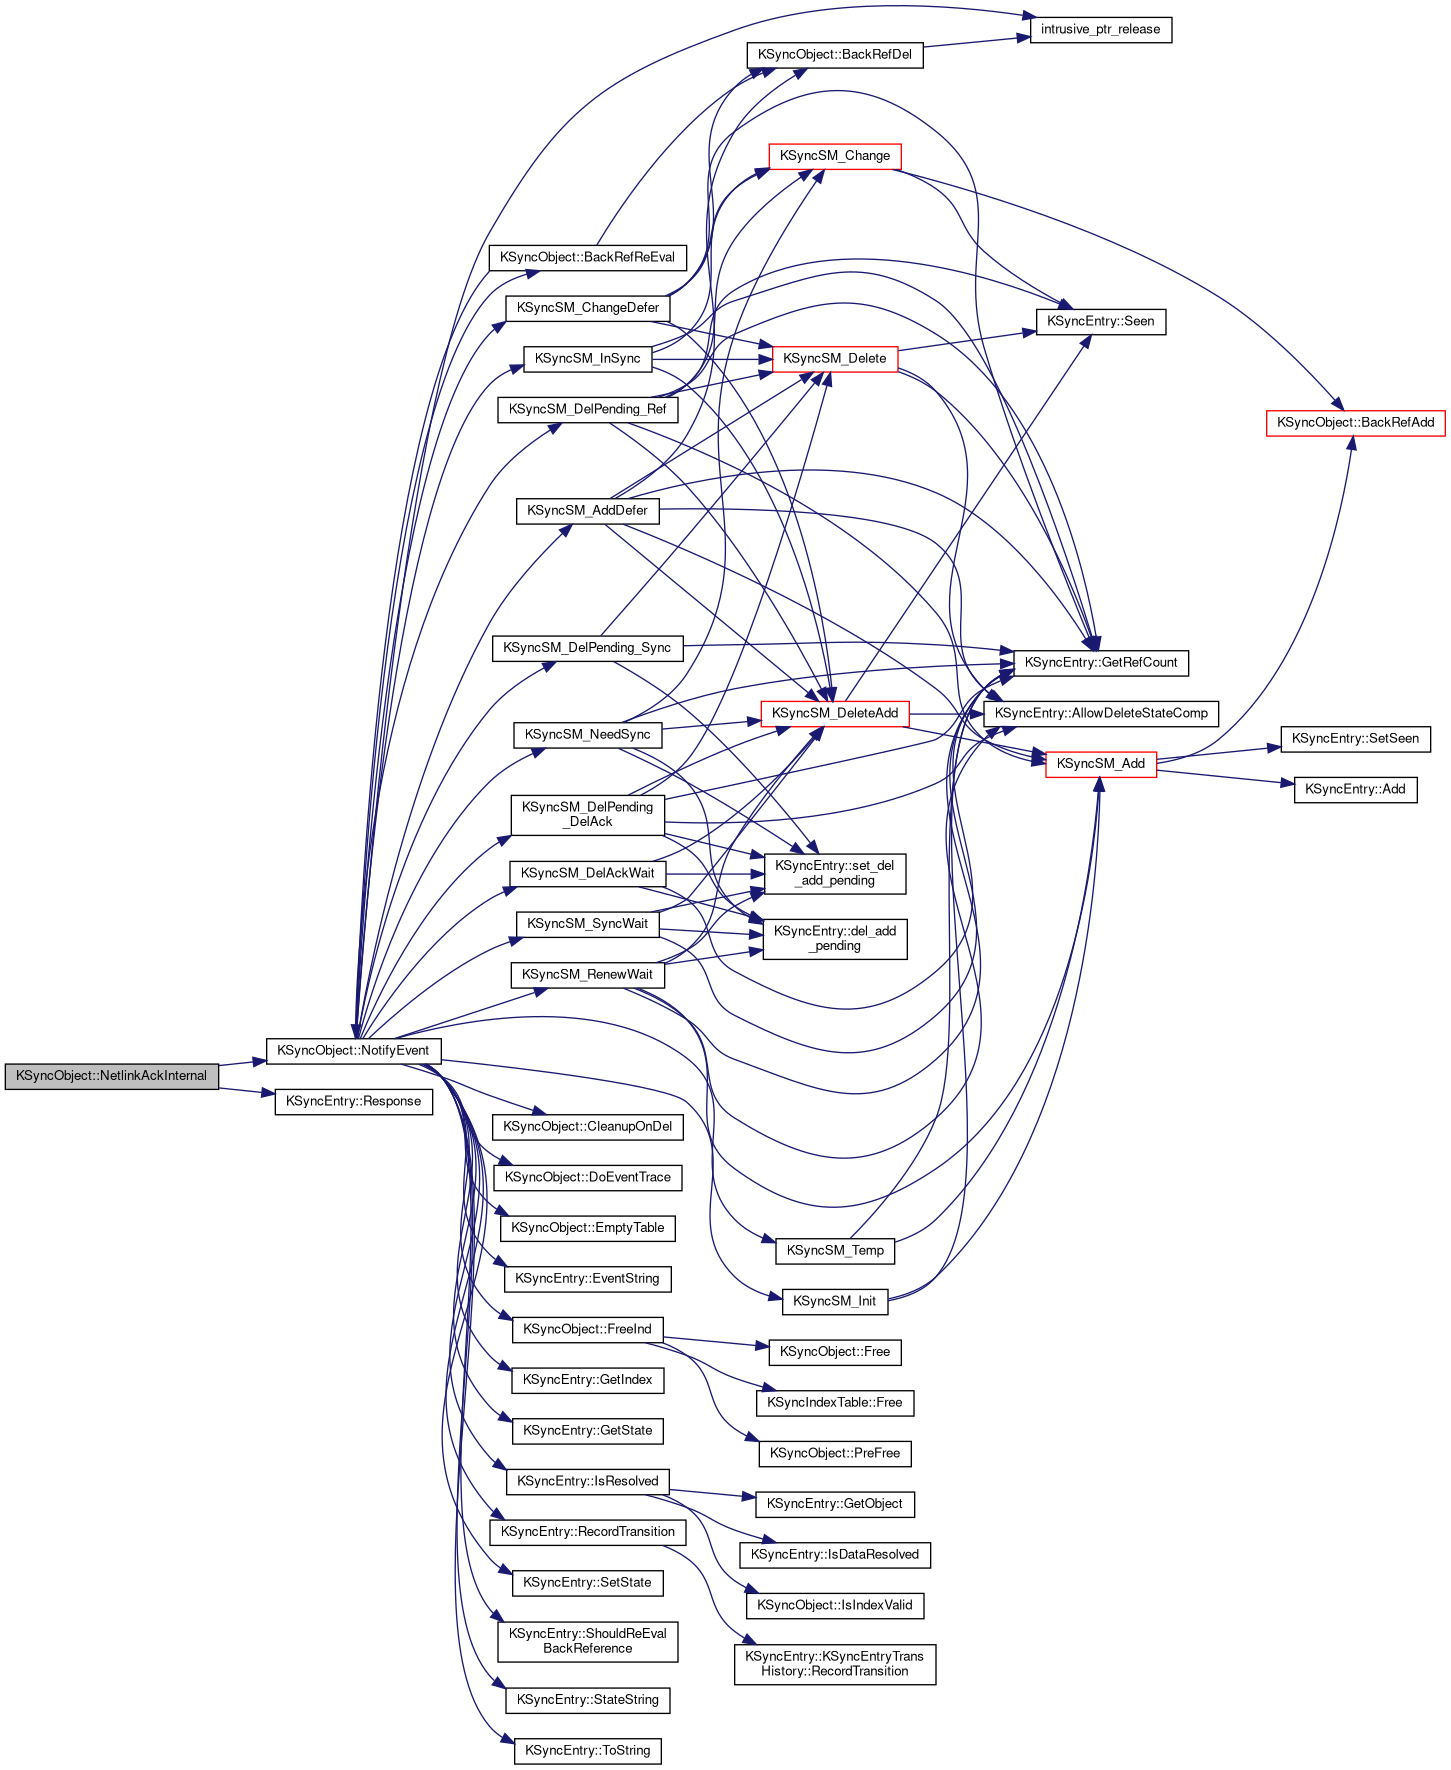 intrusive_ptr_release
KSyncObject::BackRefDel
KSyncSM_Change
KSyncObject::BackRefReEval
KSyncSM_ChangeDefer
KSyncEntry::Seen
KSyncSM_InSync
KSyncSM_Delete
KSyncSM_DelPending_Ref
KSyncObject::BackRefAdd
KSyncSM_AddDefer
KSyncSM_DelPending_Sync
KSyncEntry::GetRefCount
KSyncSM_DeleteAdd
KSyncEntry::AllowDeleteStateComp
KSyncSM_NeedSync
KSyncEntry::SetSeen
KSyncSM_Add
KSyncEntry::Add
KSyncSM_DelPending
_DelAck
KSyncSM_DelAckWait
KSyncEntry::set_del
_add_pending
KSyncSM_SyncWait
KSyncEntry::del_add
_pending
KSyncSM_RenewWait
KSyncObject::NotifyEvent
KSyncObject::NetlinkAckInternal
KSyncEntry::Response
KSyncObject::CleanupOnDel
KSyncObject::DoEventTrace
KSyncObject::EmptyTable
KSyncSM_Temp
KSyncEntry::EventString
KSyncSM_Init
KSyncObject::FreeInd
KSyncObject::Free
KSyncEntry::GetIndex
KSyncIndexTable::Free
KSyncEntry::GetState
KSyncObject::PreFree
KSyncEntry::IsResolved
KSyncEntry::GetObject
KSyncEntry::RecordTransition
KSyncEntry::IsDataResolved
KSyncEntry::SetState
KSyncObject::IsIndexValid
KSyncEntry::ShouldReEval
BackReference
KSyncEntry::KSyncEntryTrans
History::RecordTransition
KSyncEntry::StateString
KSyncEntry::ToString